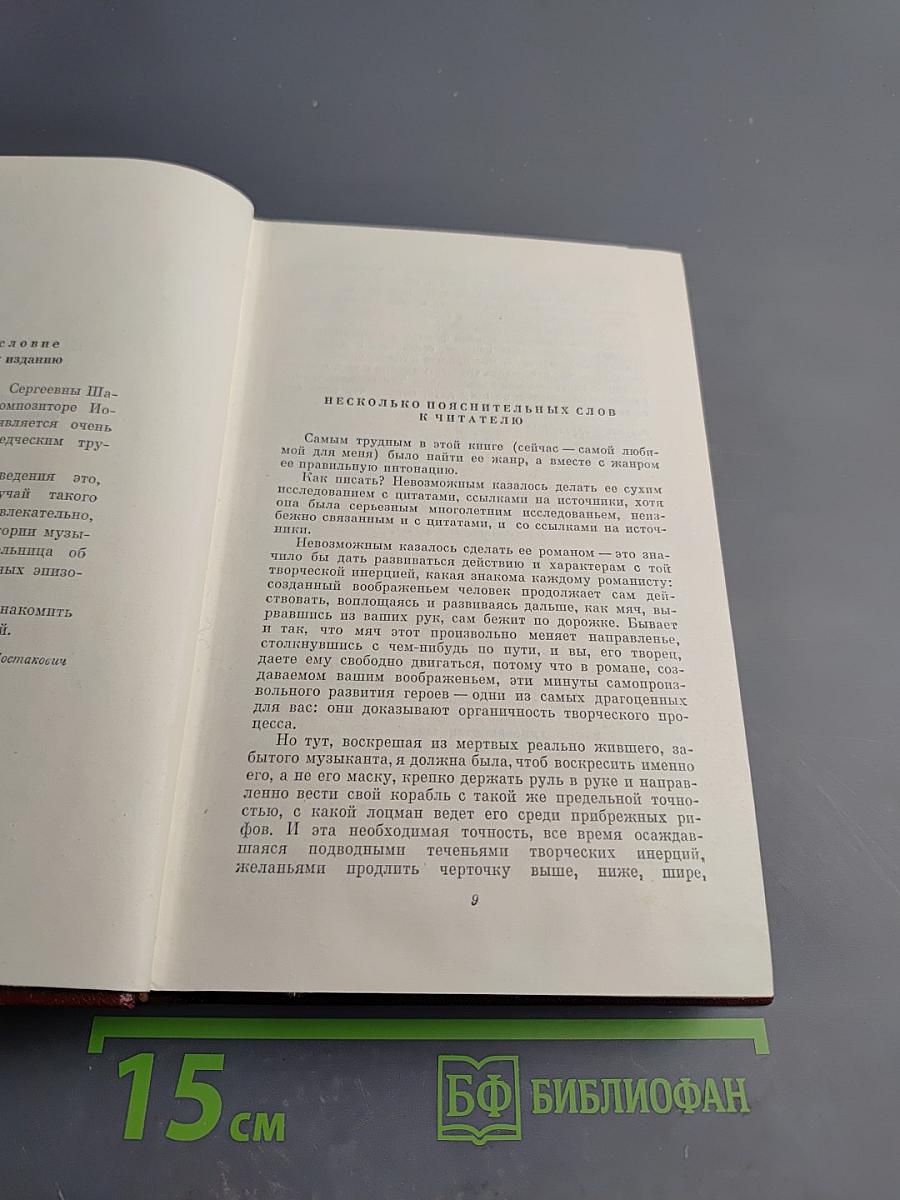 словие
изданию
Сергеевны Ша-
омпозиторе Ио-
является очень
едческим тру-
ведения это,
учай такого
влекательно,
тории музы-
ельница об
ных эпизо-
накомить
й.
Шостакович
НЕСКОЛЬКО ПОЯСНИТЕЛЬНЫХ СЛОВ
К ЧИТАТЕЛЮ
Самым трудным в этой книге (сейчас — самой люби-
мой для меня) было найти ее жанр, а вместе с жанром
ее правильную интонацию.
Как писать? Невозможным казалось делать ее сухим
исследованием с цитатами, ссылками на источники, хотя
она была серьезным многолетним исследованьем, неиз-
бежно связанным и с цитатами, и со ссылками на источ-
ники.
Невозможным казалось сделать ее романом — это зна-
чило бы дать развиваться действию и характерам с той
творческой инерцией, какая знакома каждому романисту:
созданный воображеньем человек продолжает сам дей-
ствовать, воплощаясь и развиваясь дальше, как мяч, вы-
рвавшись из ваших рук, сам бежит по дорожке. Бывает
и так, что мяч этот произвольно меняет направленье,
столкнувшись с чем-нибудь по пути, и вы, его творец,
даете ему свободно двигаться, потому что в романе, соз-
даваемом вашим воображеньем, эти минуты самопроиз-
вольного развития героев — одни из самых драгоценных
для вас: они доказывают органичность творческого про-
цесса.
Но тут, воскрешая из мертвых реально жившего, за-
бытого музыканта, я должна была, чтоб воскресить именно
его, а не его маску, крепко держать руль в руке и направ-
ленно вести свой корабль с такой же предельной точно-
стью, с какой лоцман ведет его среди прибрежных ри-
фов. И эта необходимая точность, все время осаждав-
шаяся подводными теченьями творческих инерций,
желаньями продлить черточку выше, ниже, шире,
9
15 см
БФ БИБЛИОФАН